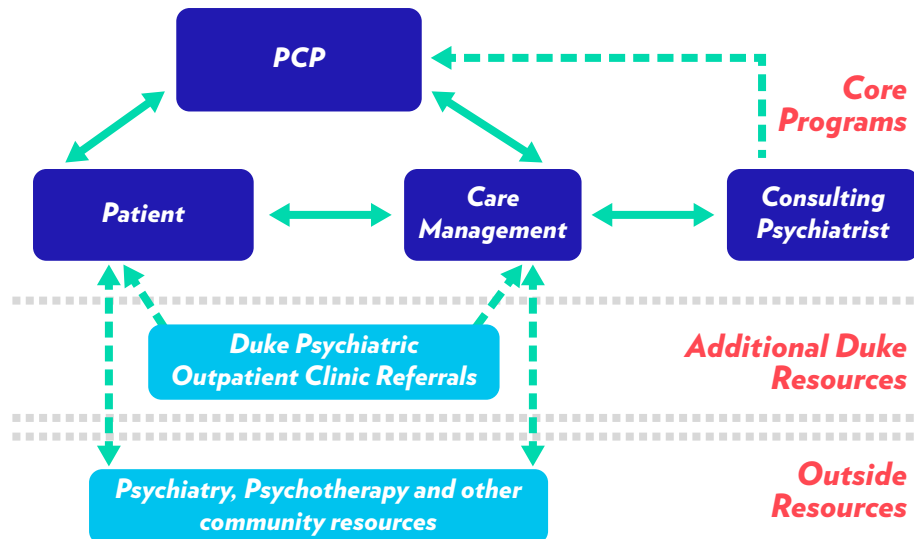 PCP
Core
Programs
Patient
Care
Management
Consulting
Psychiatrist
Duke Psychiatric
Outpatient Clinic Referrals
Additional Duke
Resources
Psychiatry, Psychotherapy and other
community resources
Outside
Resources